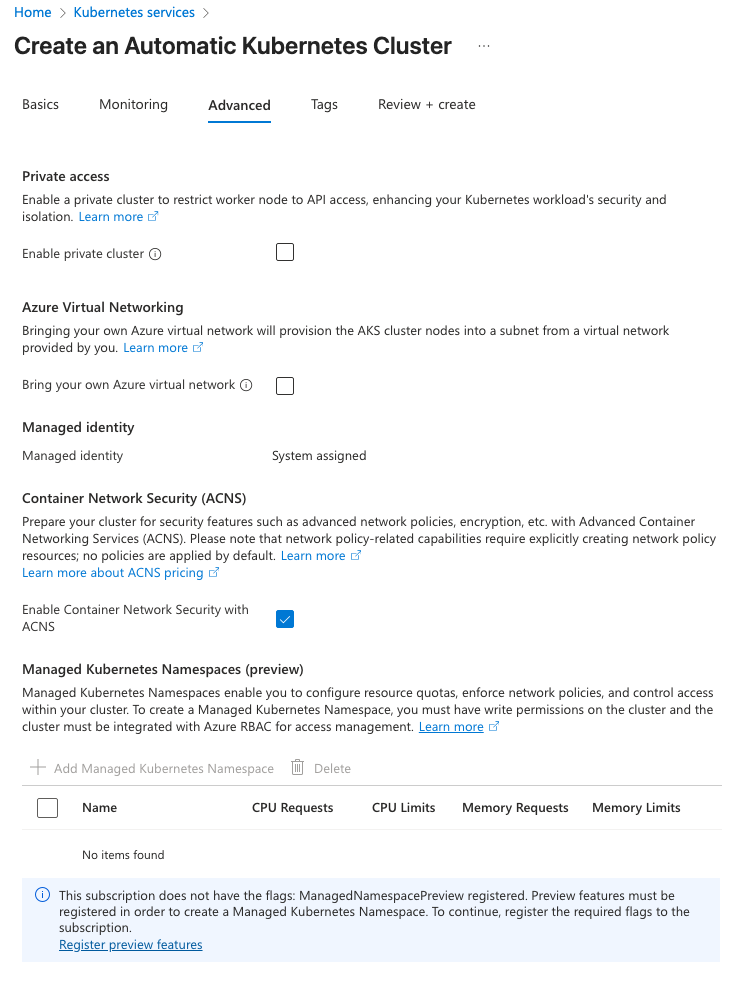 Home > Kubernetes services >
Create an Automatic Kubernetes Cluster ...
Basics Monitoring Advanced Tags Review + create
Private access
Enable a private cluster to restrict worker node to API access, enhancing your Kubernetes workload's security and
isolation. Learn more
Enable private cluster
Azure Virtual Networking
Bringing your own Azure virtual network will provision the AKS cluster nodes into a subnet from a virtual network
provided by you. Learn more
Bring your own Azure virtual network
Managed identity
Managed identity System assigned
Container Network Security (ACNS)
Prepare your cluster for security features such as advanced network policies, encryption, etc. with Advanced Container
Networking Services (ACNS). Please note that network policy-related capabilities require explicitly creating network policy
resources; no policies are applied by default. Learn more
Learn more about ACNS pricing
Enable Container Network Security with
ACNS
Managed Kubernetes Namespaces (preview)
Managed Kubernetes Namespaces enable you to configure resource quotas, enforce network policies, and control access
within your cluster. To create a Managed Kubernetes Namespace, you must have write permissions on the cluster and the
cluster must be integrated with Azure RBAC for access management. Learn more
Add Managed Kubernetes Namespace Delete
Name CPU Requests CPU Limits Memory Requests Memory Limits
No items found
This subscription does not have the flags: ManagedNamespacePreview registered. Preview features must be
registered in order to create a Managed Kubernetes Namespace. To continue, register the required flags to the
subscription.
Register preview features